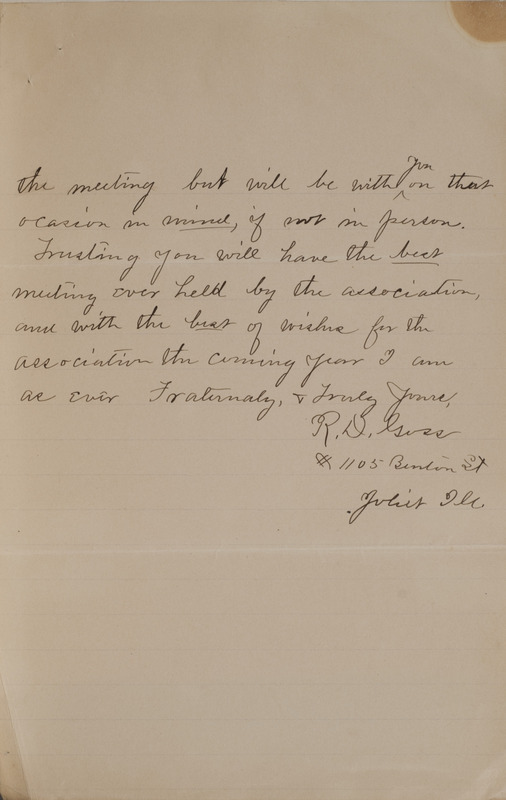 you
the meeting but will be with on that
ocasion in mind, if not in person.
Trusting you will have the best
meeting ever held by the association,
and with the best of wishes for the
association the coming year I am
as ever Fraternaly, & Truly Yours,
R. D. Goss
# 1105 Benton St
Joliet Ill.